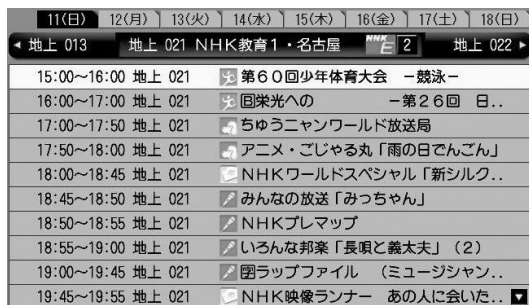 11(日) 12(月) 13(火) 14(水) 15(木) 16(金) 17(土) 18(日)
地上 013 地上 021 NHK教育1・名古屋 NHK E 2 地上 022
15:00〜16:00 地上 021 第60回少年体育大会 −競泳−
16:00〜17:00 地上 021 栄光への −第26回 日..
17:00〜17:50 地上 021 ちゅうニャンワールド放送局
17:50〜18:00 地上 021 アニメ・ごじゃる丸「雨の日でんごん」
18:00〜18:45 地上 021 NHKワールドスペシャル「新シルク..
18:45〜18:50 地上 021 みんなの放送「みっちゃん」
18:50〜18:55 地上 021 NHKプレマップ
18:55〜19:00 地上 021 いろんな邦楽「長唄と義太夫」(2)
19:00〜19:45 地上 021 字ラップファイル (ミュージシャン..
19:45〜19:55 地上 021 NHK映像ランナー あの人に会いた..